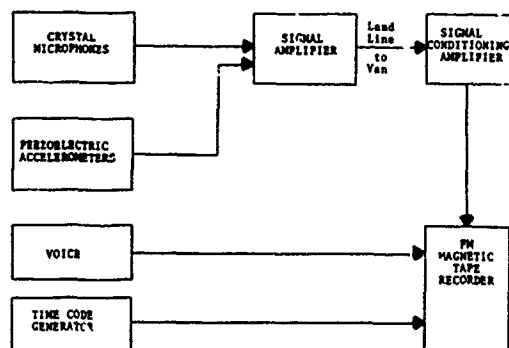 CRYSTAL
MICROPHONES
SIGNAL
AMPLIFIER
Land
Line
to
Van
SIGNAL
CONDITIONING
AMPLIFIER
PIEZOELECTRIC
ACCELEROMETERS
VOICE
FM
MAGNETIC
TAPE
RECORDER
TIME CODE
GENERATOR